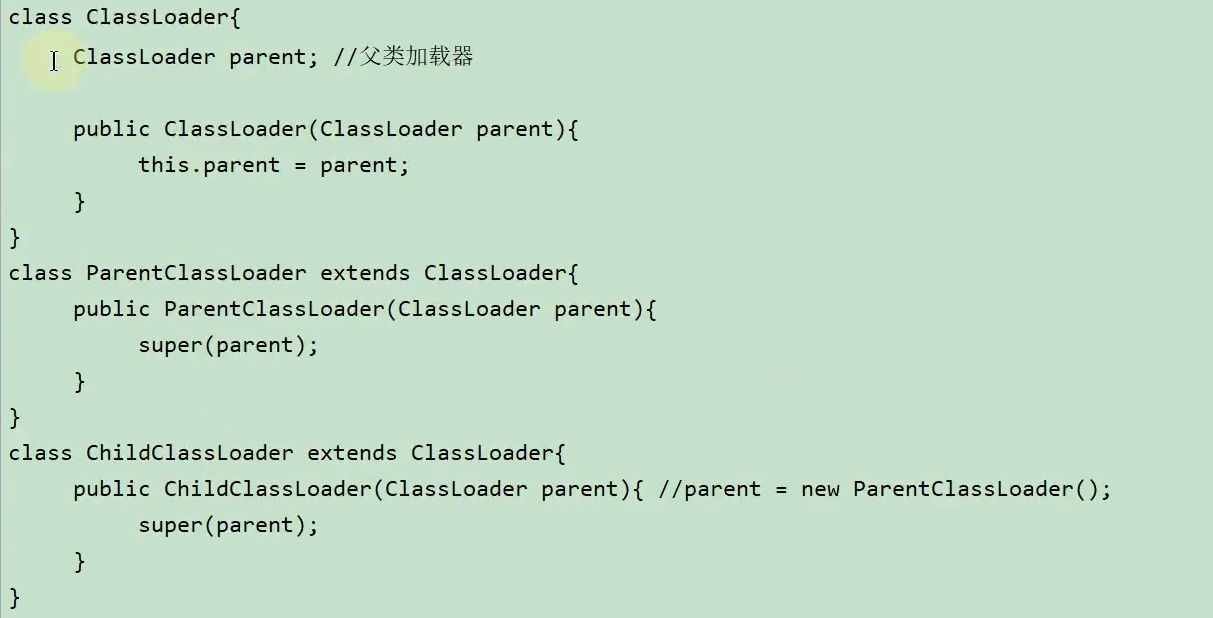 class ClassLoader{
ClassLoader parent; //父类加载器
public ClassLoader(ClassLoader parent){
this.parent = parent;
}
}
class ParentClassLoader extends ClassLoader{
public ParentClassLoader(ClassLoader parent){
super(parent);
}
}
class ChildClassLoader extends ClassLoader{
public ChildClassLoader(ClassLoader parent){ //parent = new ParentClassLoader();
super(parent);
}
}